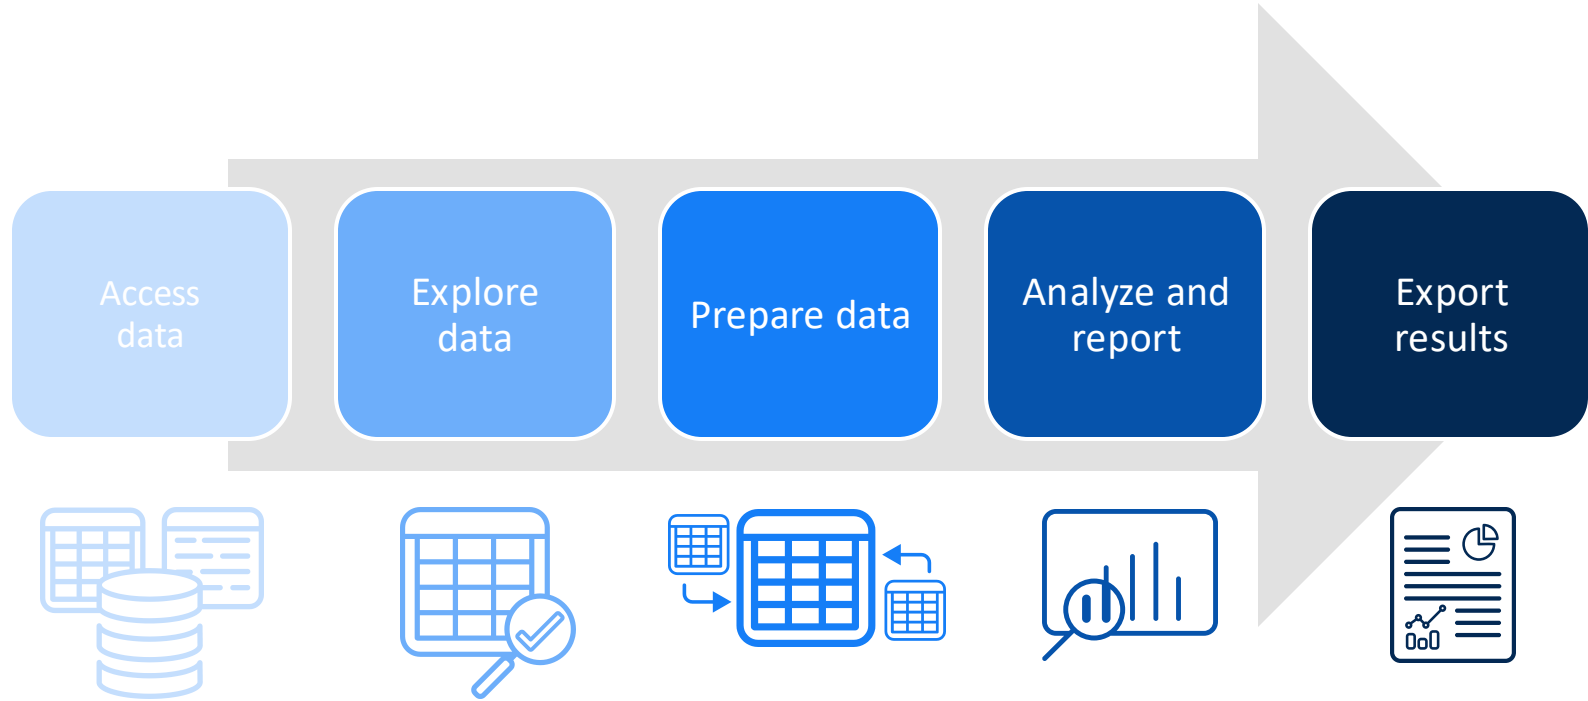 Access
data
Explore
data
Prepare data
Analyze and
report
Export
results